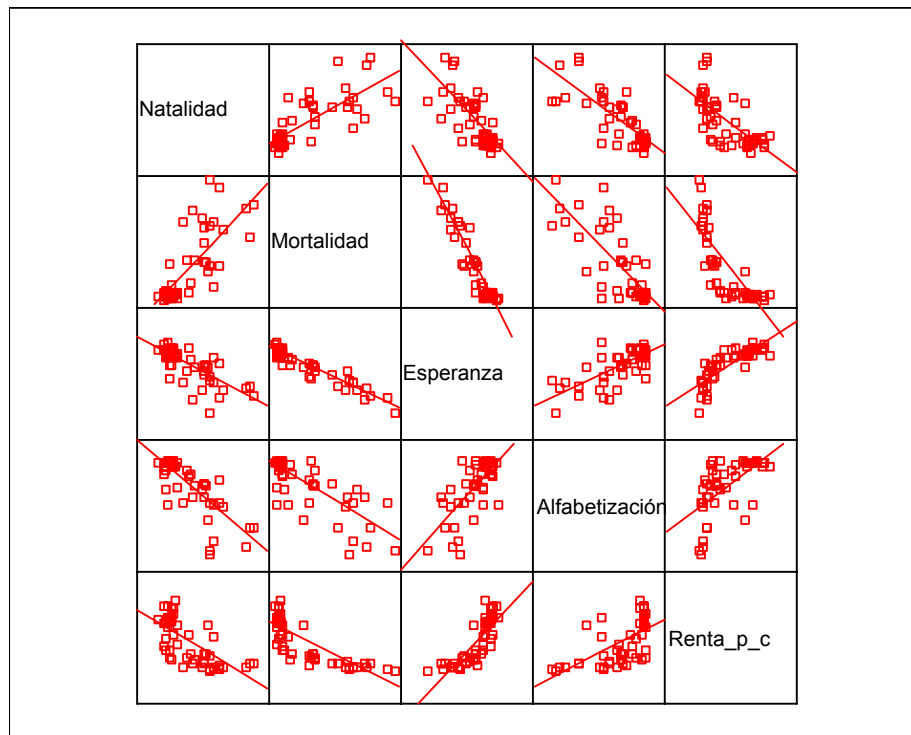 Natalidad
Mortalidad
Esperanza
Alfabetización
Renta_p_c